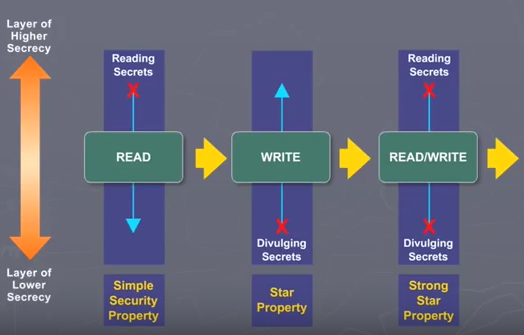 Layer of
Higher
Secrecy
Reading
Secrets
Reading
Secrets
READ
WRITE
READ/WRITE
Divulging
Secrets
Divulging
Secrets
Layer of
Lower
Secrecy
Simple
Security
Property
Star
Property
Strong
Star
Property